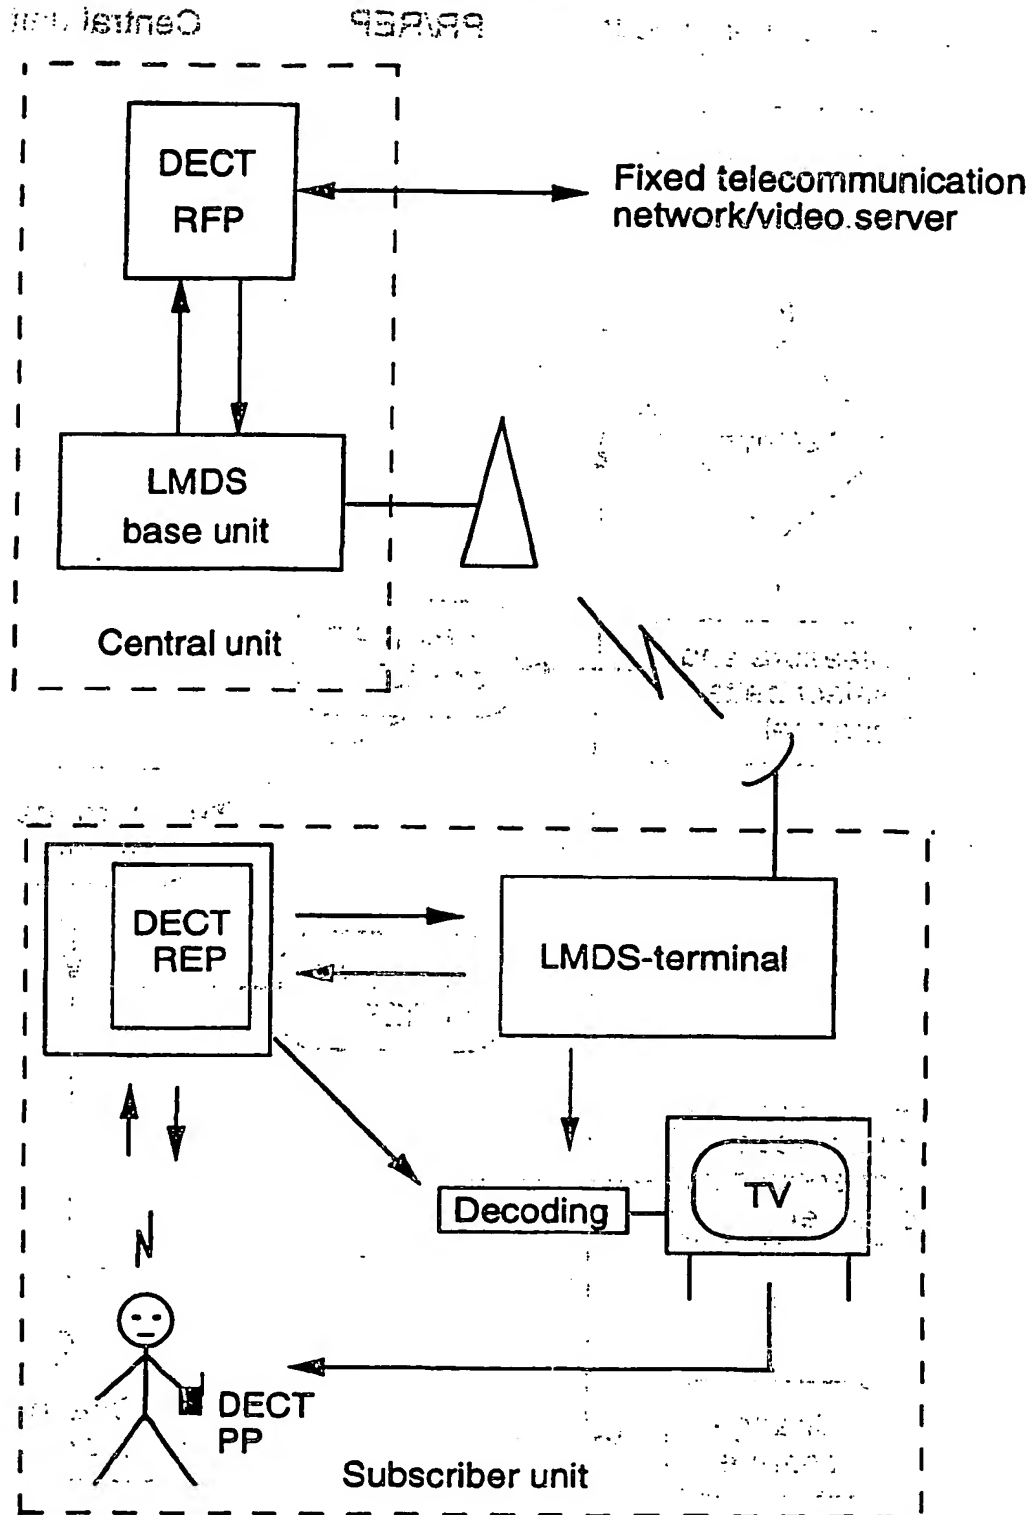 DECT
RFP
Fixed telecommunication
network/video server
LMDS
base unit
Central unit
DECT
REP
LMDS-terminal
Decoding
TV
DECT
PP
Subscriber unit